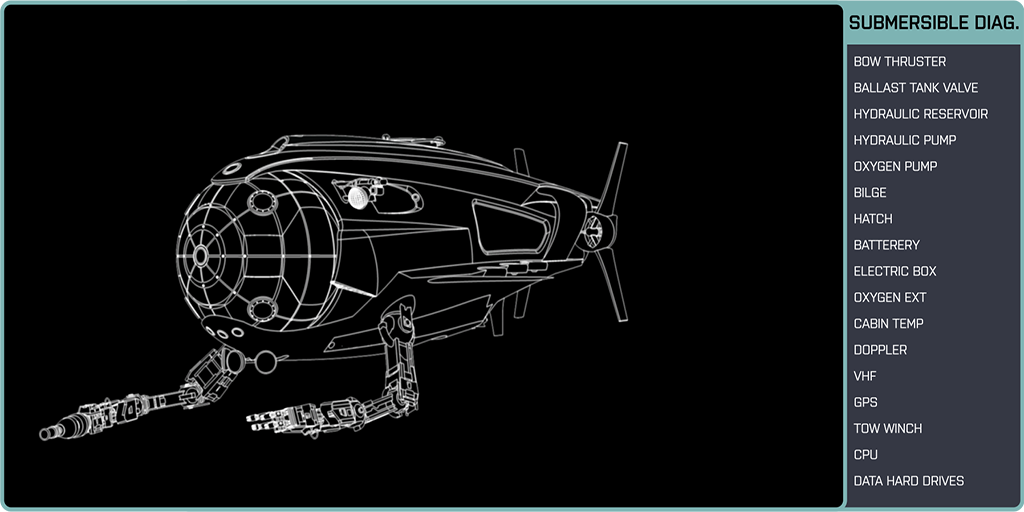 SUBMERSIBLE DIAG.
BOW THRUSTER
BALLAST TANK VALVE
HYDRAULIC RESERVOIR
HYDRAULIC PUMP
OXYGEN PUMP
BILGE
HATCH
BATTERERY
ELECTRIC BOX
OXYGEN EXT
CABIN TEMP
DOPPLER
VHF
GPS
TOW WINCH
CPU
DATA HARD DRIVES